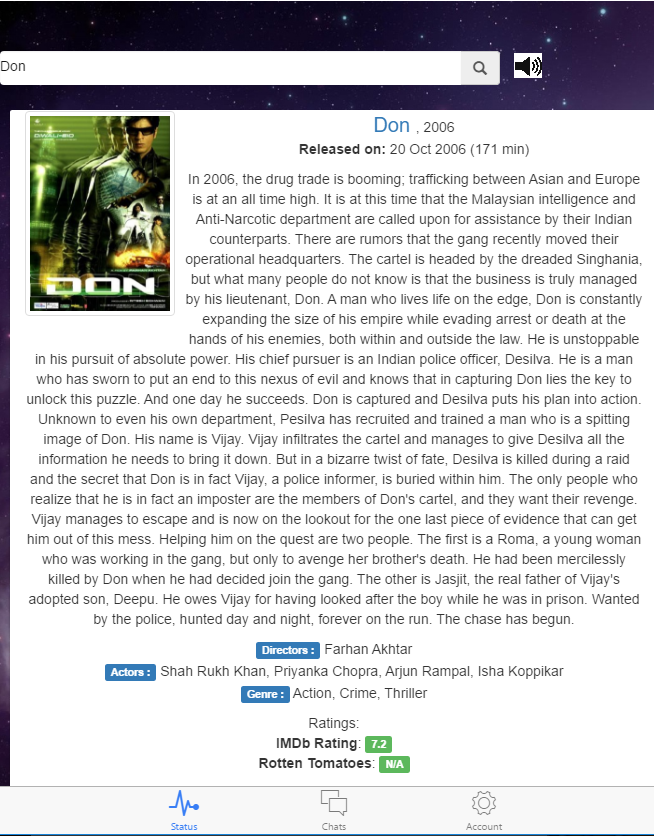 Don
DON
Don , 2006
Released on: 20 Oct 2006 (171 min)
In 2006, the drug trade is booming; trafficking between Asian and Europe
is at an all time high. It is at this time that the Malaysian intelligence and
Anti-Narcotic department are called upon for assistance by their Indian
counterparts. There are rumors that the gang recently moved their
operational headquarters. The cartel is headed by the dreaded Singhania,
but what many people do not know is that the business is truly managed
by his lieutenant, Don. A man who lives life on the edge, Don is constantly
expanding the size of his empire while evading arrest or death at the
hands of his enemies, both within and outside the law. He is unstoppable
in his pursuit of absolute power. His chief pursuer is an Indian police officer, Desilva. He is a man
who has sworn to put an end to this nexus of evil and knows that in capturing Don lies the key to
unlock this puzzle. And one day he succeeds. Don is captured and Desilva puts his plan into action.
Unknown to even his own department, Pesilva has recruited and trained a man who is a spitting
image of Don. His name is Vijay. Vijay infiltrates the cartel and manages to give Desilva all the
information he needs to bring it down. But in a bizarre twist of fate, Desilva is killed during a raid
and the secret that Don is in fact Vijay, a police informer, is buried within him. The only people who
realize that he is in fact an imposter are the members of Don's cartel, and they want their revenge.
Vijay manages to escape and is now on the lookout for the one last piece of evidence that can get
him out of this mess. Helping him on the quest are two people. The first is a Roma, a young woman
who was working in the gang, but only to avenge her brother's death. He had been mercilessly
killed by Don when he had decided join the gang. The other is Jasjit, the real father of Vijay's
adopted son, Deepu. He owes Vijay for having looked after the boy while he was in prison. Wanted
by the police, hunted day and night, forever on the run. The chase has begun.
Directors : Farhan Akhtar
Actors : Shah Rukh Khan, Priyanka Chopra, Arjun Rampal, Isha Koppikar
Genre : Action, Crime, Thriller
Ratings:
IMDb Rating: 7.2
Rotten Tomatoes: N/A
Status
Chats
Account